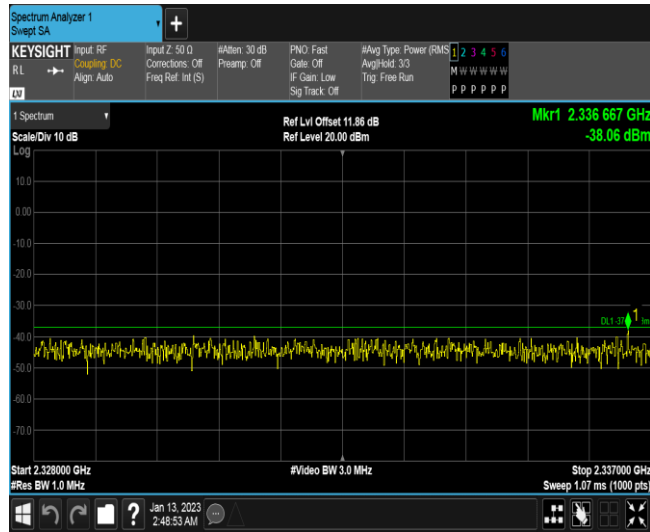 Spectrum Analyzer 1
Swept SA
+
KEYSIGHT Input: RF Input Z: 50 Ω #Atten: 30 dB PNO: Fast #Avg Type: Power (RMS 1 2 3 4 5 6
RL Coupling: DC Corrections: Off Preamp: Off Gate: Off Avg|Hold: 3/3 M W W W W W
Align: Auto Freq Ref: Int (S) IF Gain: Low Trig: Free Run
LXI Sig Track: Off P P P P P P
1 Spectrum Ref Lvl Offset 11.86 dB Mkr1 2.336 667 GHz
Scale/Div 10 dB Ref Level 20.00 dBm -38.06 dBm
Log
10.0
0.00
-10.0
-20.0
-30.0
DL1 -37 1
-40.0
-50.0
-60.0
-70.0
Start 2.328000 GHz #Video BW 3.0 MHz Stop 2.337000 GHz
#Res BW 1.0 MHz Sweep 1.07 ms (1000 pts)
? Jan 13, 2023
2:48:53 AM